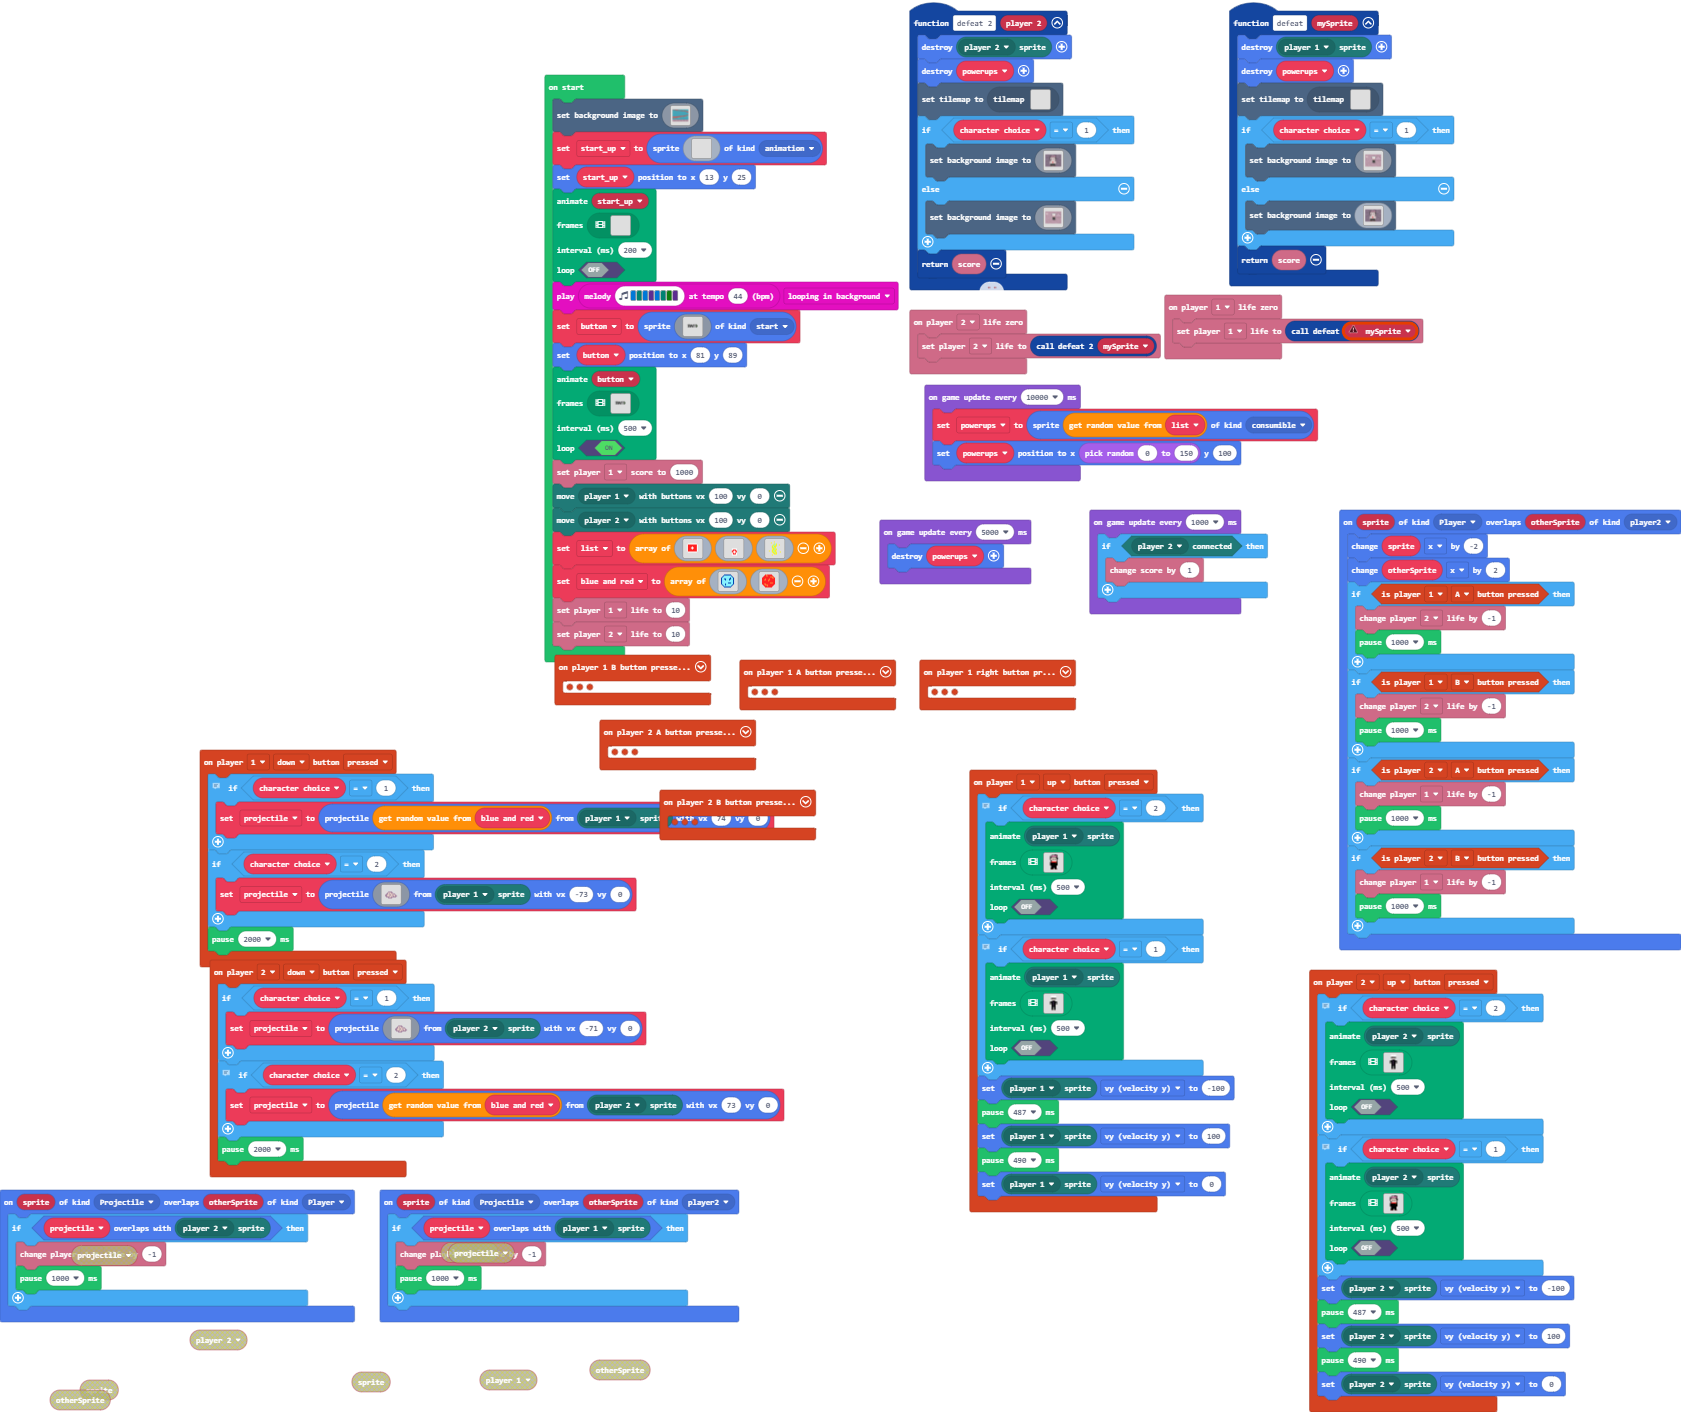 function defeat 2 player 2
destroy player 2 sprite
destroy powerups
set tilemap to tilemap
if character choice = 1 then
set background image to
else
set background image to
return score
function defeat mySprite
destroy player 1 sprite
destroy powerups
set tilemap to tilemap
if character choice = 1 then
set background image to
else
set background image to
return score
on start
set background image to
set start_up to sprite of kind animation
set start_up position to x 13 y 25
animate start_up
frames
interval (ms) 200
loop OFF
play melody at tempo 44 (bpm) looping in background
set button to sprite of kind start
set button position to x 81 y 89
animate button
frames
interval (ms) 500
loop ON
set player 1 score to 1000
move player 1 with buttons vx 100 vy 0
move player 2 with buttons vx 100 vy 0
set list to array of
set blue and red to array of
set player 1 life to 10
set player 2 life to 10
on player 2 life zero
set player 2 life to call defeat 2 mySprite
on player 1 life zero
set player 1 life to call defeat mySprite
on game update every 10000 ms
set powerups to sprite get random value from list of kind consumible
set powerups position to x pick random 0 to 150 y 100
on game update every 5000 ms
destroy powerups
on game update every 1000 ms
if player 2 connected then
change score by 1
on sprite of kind Player overlaps otherSprite of kind player2
change sprite x by -2
change otherSprite x by 2
if is player 1 A button pressed then
change player 2 life by -1
pause 1000 ms
if is player 1 B button pressed then
change player 2 life by -1
pause 1000 ms
if is player 2 A button pressed then
change player 1 life by -1
pause 1000 ms
if is player 2 B button pressed then
change player 1 life by -1
pause 1000 ms
on player 1 B button presse...
on player 1 A button presse...
on player 1 right button pr...
on player 2 A button presse...
on player 2 B button presse...
on player 1 down button pressed
if character choice = 1 then
set projectile to projectile get random value from blue and red from player 1 with vx 74 vy 0
if character choice = 2 then
set projectile to projectile from player 1 sprite with vx -73 vy 0
pause 2000 ms
on player 2 down button pressed
if character choice = 1 then
set projectile to projectile from player 2 sprite with vx -71 vy 0
if character choice = 2 then
set projectile to projectile get random value from blue and red from player 2 sprite with vx 73 vy 0
pause 2000 ms
on player 1 up button pressed
if character choice = 2 then
animate player 1 sprite
frames
interval (ms) 500
loop OFF
if character choice = 1 then
animate player 1 sprite
frames
interval (ms) 500
loop OFF
set player 1 sprite vy (velocity y) to -100
pause 487 ms
set player 1 sprite vy (velocity y) to 100
pause 490 ms
set player 1 sprite vy (velocity y) to 0
on player 2 up button pressed
if character choice = 2 then
animate player 2 sprite
frames
interval (ms) 500
loop OFF
if character choice = 1 then
animate player 2 sprite
frames
interval (ms) 500
loop OFF
set player 2 sprite vy (velocity y) to -100
pause 487 ms
set player 2 sprite vy (velocity y) to 100
pause 490 ms
set player 2 sprite vy (velocity y) to 0
on sprite of kind Projectile overlaps otherSprite of kind Player
if projectile overlaps with player 2 sprite then
change projectile -1
pause 1000 ms
on sprite of kind Projectile overlaps otherSprite of kind player2
if projectile overlaps with player 1 sprite then
change projectile -1
pause 1000 ms
player 2
otherSprite
sprite
player 1
otherSprite